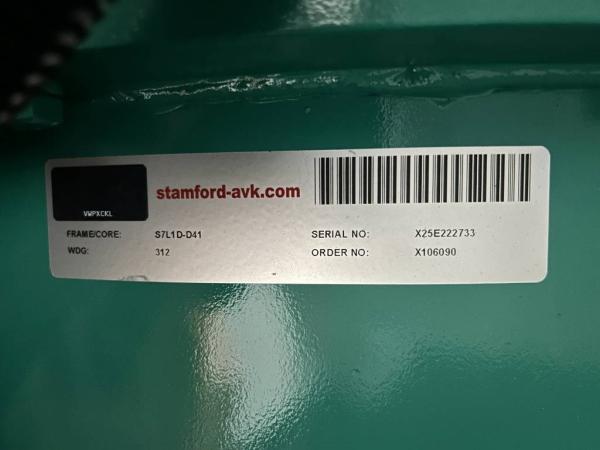 VWPXCKL
stamford-avk.com
FRAME/CORE: S7L1D-D41 SERIAL NO: X25E222733
WDG: 312 ORDER NO: X106090